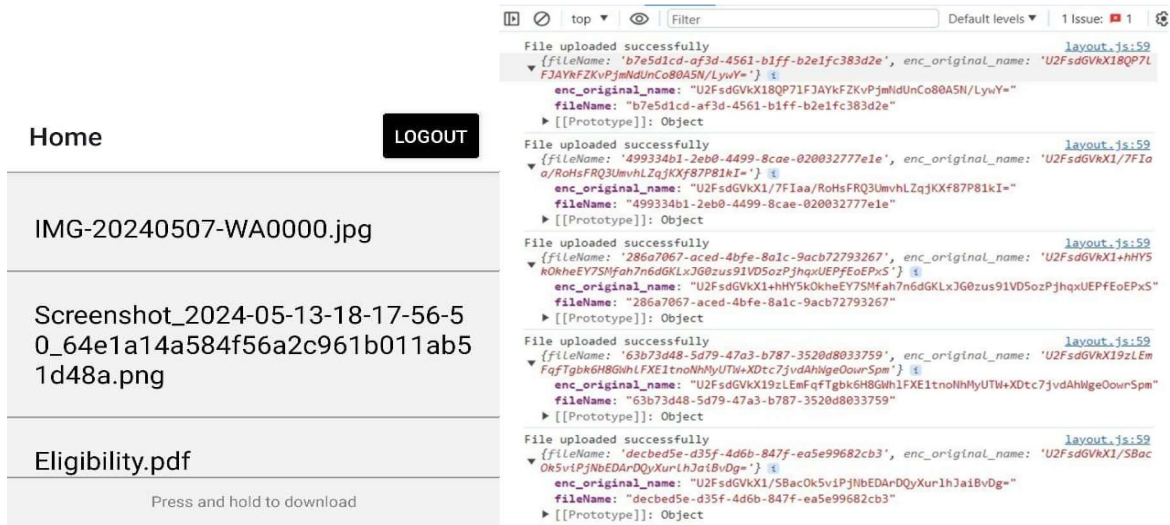 Home
LOGOUT
IMG-20240507-WA0000.jpg
Screenshot_2024-05-13-18-17-56-5
0_64e1a14a584f56a2c961b011ab5
1d48a.png
Eligibility.pdf
Press and hold to download
top ▼
Filter
Default levels ▼
1 Issue: 1
File uploaded successfully layout.js:59
{fileName: 'b7e5d1cd-af3d-4561-b1ff-b2e1fc383d2e', enc_original_name: 'U2FsdGVkX18QP7l
FJAYkFZKvPjmNdUnCo80A5N/LywY='}
enc_original_name: "U2FsdGVkX18QP7lFJAYkFZKvPjmNdUnCo80A5N/LywY="
fileName: "b7e5d1cd-af3d-4561-b1ff-b2e1fc383d2e"
▶ [[Prototype]]: Object
File uploaded successfully layout.js:59
{fileName: '499334b1-2eb0-4499-8cae-020032777e1e', enc_original_name: 'U2FsdGVkX1/7FIa
a/RoHsFRQ3UmvhLZqjKXf87P81kI='}
enc_original_name: "U2FsdGVkX1/7FIaa/RoHsFRQ3UmvhLZqjKXf87P81kI="
fileName: "499334b1-2eb0-4499-8cae-020032777e1e"
▶ [[Prototype]]: Object
File uploaded successfully layout.js:59
{fileName: '286a7067-aced-4bfe-8a1c-9acb72793267', enc_original_name: 'U2FsdGVkX1+hHY5
kOkheEY7SMfah7n6dGKLxJG0zus91VD5ozPjhqxUEPfEoEPxS'}
enc_original_name: "U2FsdGVkX1+hHY5kOkheEY7SMfah7n6dGKLxJG0zus91VD5ozPjhqxUEPfEoEPxS"
fileName: "286a7067-aced-4bfe-8a1c-9acb72793267"
▶ [[Prototype]]: Object
File uploaded successfully layout.js:59
{fileName: '63b73d48-5d79-47a3-b787-3520d8033759', enc_original_name: 'U2FsdGVkX19zLEm
FqfTgbk6H8GWhlFXE1tnoNhMyUTW+XDtc7jvdAhWgeOowrSpm'}
enc_original_name: "U2FsdGVkX19zLEmFqfTgbk6H8GWhlFXE1tnoNhMyUTW+XDtc7jvdAhWgeOowrSpm"
fileName: "63b73d48-5d79-47a3-b787-3520d8033759"
▶ [[Prototype]]: Object
File uploaded successfully layout.js:59
{fileName: 'decbed5e-d35f-4d6b-847f-ea5e99682cb3', enc_original_name: 'U2FsdGVkX1/SBac
Ok5viPjNbEDArDQyXurlhJaiBvDg='}
enc_original_name: "U2FsdGVkX1/SBacOk5viPjNbEDArDQyXurlhJaiBvDg="
fileName: "decbed5e-d35f-4d6b-847f-ea5e99682cb3"
▶ [[Prototype]]: Object